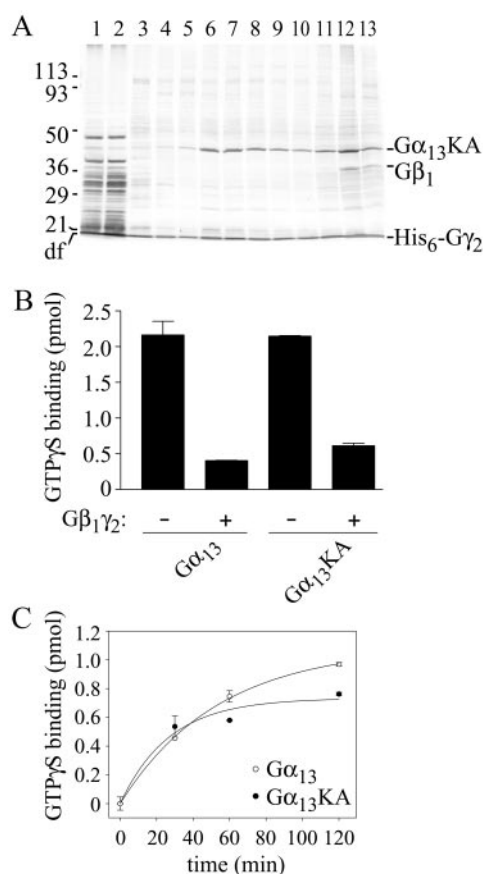 A
1 2 3 4 5 6 7 8 9 10 11 12 13
113
93
50
36
29
21
df
Gα13KA
Gβ1
His6-Gγ2
B
GTPγS binding (pmol)
2.5
2.0
1.5
1.0
0.5
0
Gβ1γ2: - + - +
Gα13 Gα13KA
C
GTPγS binding (pmol)
1.2
1.0
0.8
0.6
0.4
0.2
0
Gα13
Gα13KA
0 20 40 60 80 100 120
time (min)